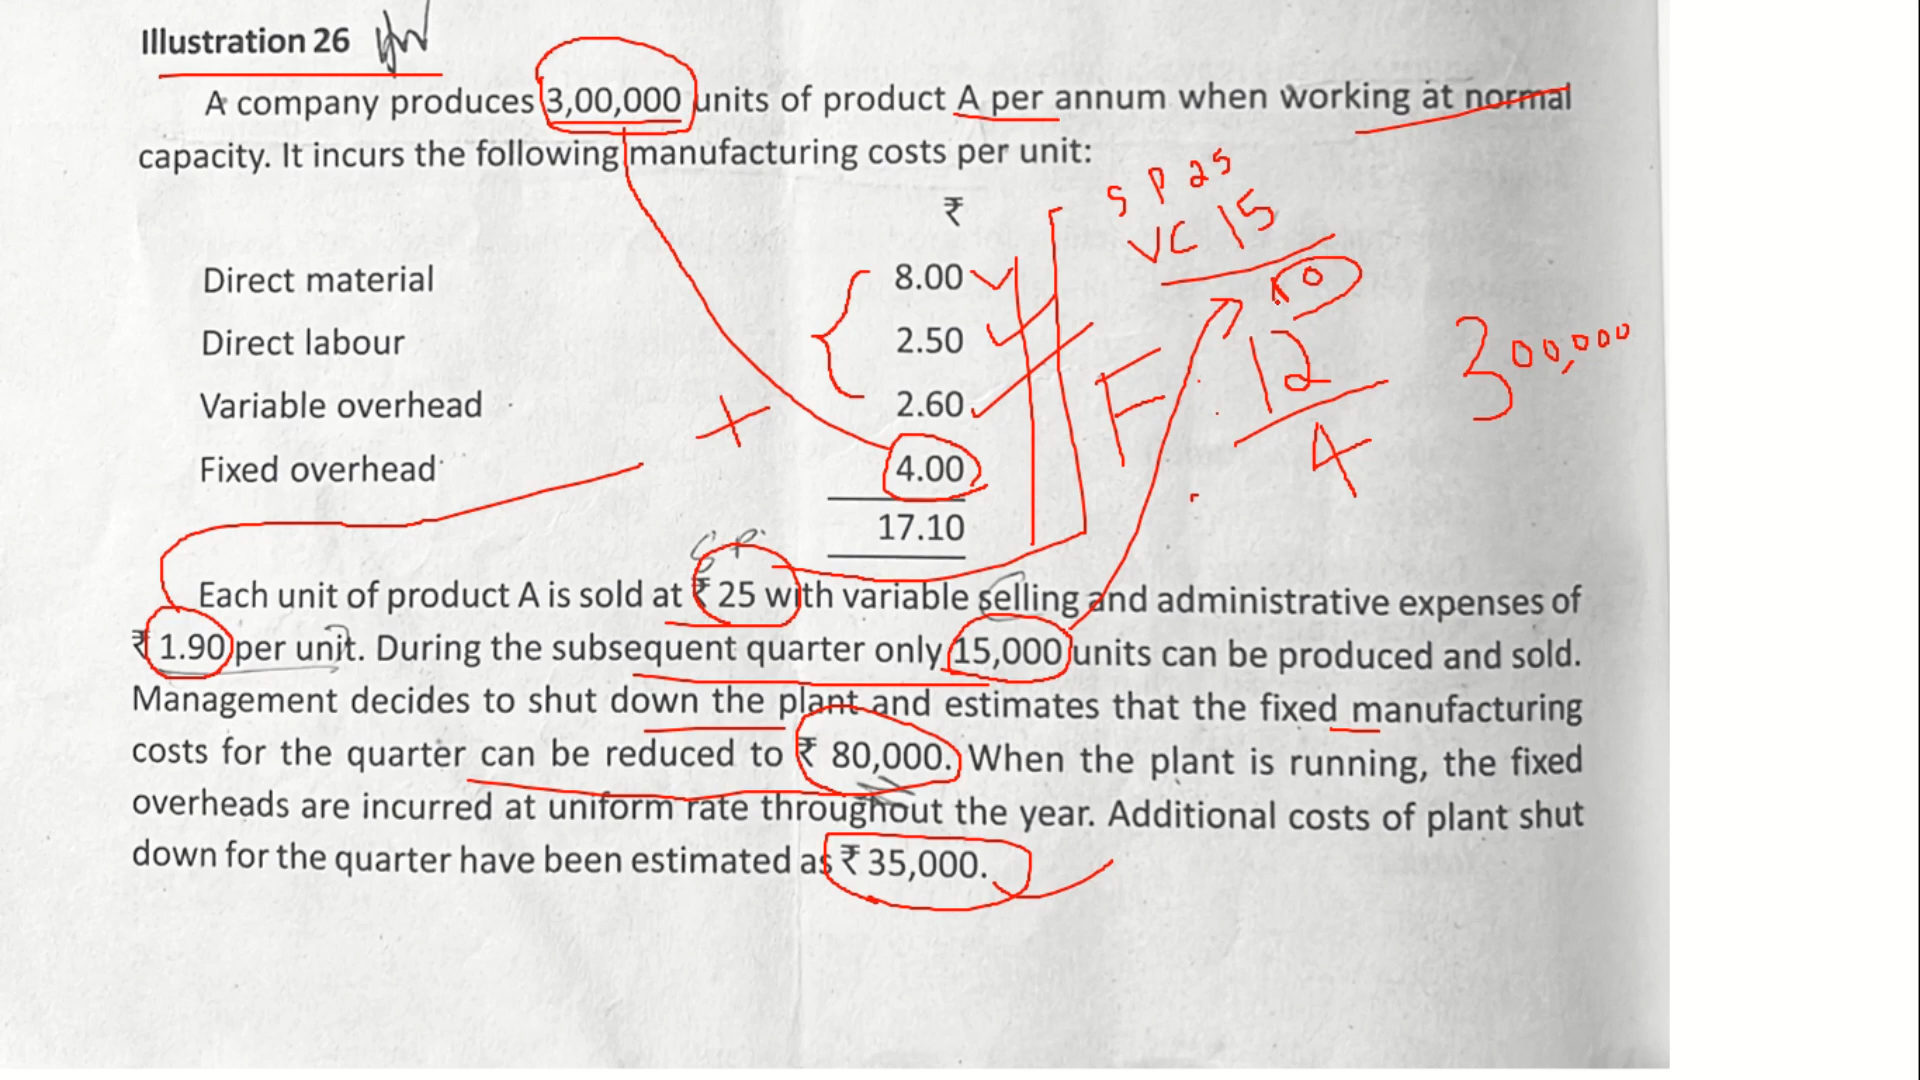 Illustration 26 HW
A company produces 3,00,000 units of product A per annum when working at normal
capacity. It incurs the following manufacturing costs per unit:
S P 25
VC 15
10
₹
Direct material 8.00
Direct labour 2.50
Variable overhead 2.60
Fixed overhead 4.00
17.10
F 12
4
300,000
S.P.
Each unit of product A is sold at ₹ 25 with variable selling and administrative expenses of
₹ 1.90 per unit. During the subsequent quarter only 15,000 units can be produced and sold.
Management decides to shut down the plant and estimates that the fixed manufacturing
costs for the quarter can be reduced to ₹ 80,000. When the plant is running, the fixed
overheads are incurred at uniform rate throughout the year. Additional costs of plant shut
down for the quarter have been estimated as ₹ 35,000.